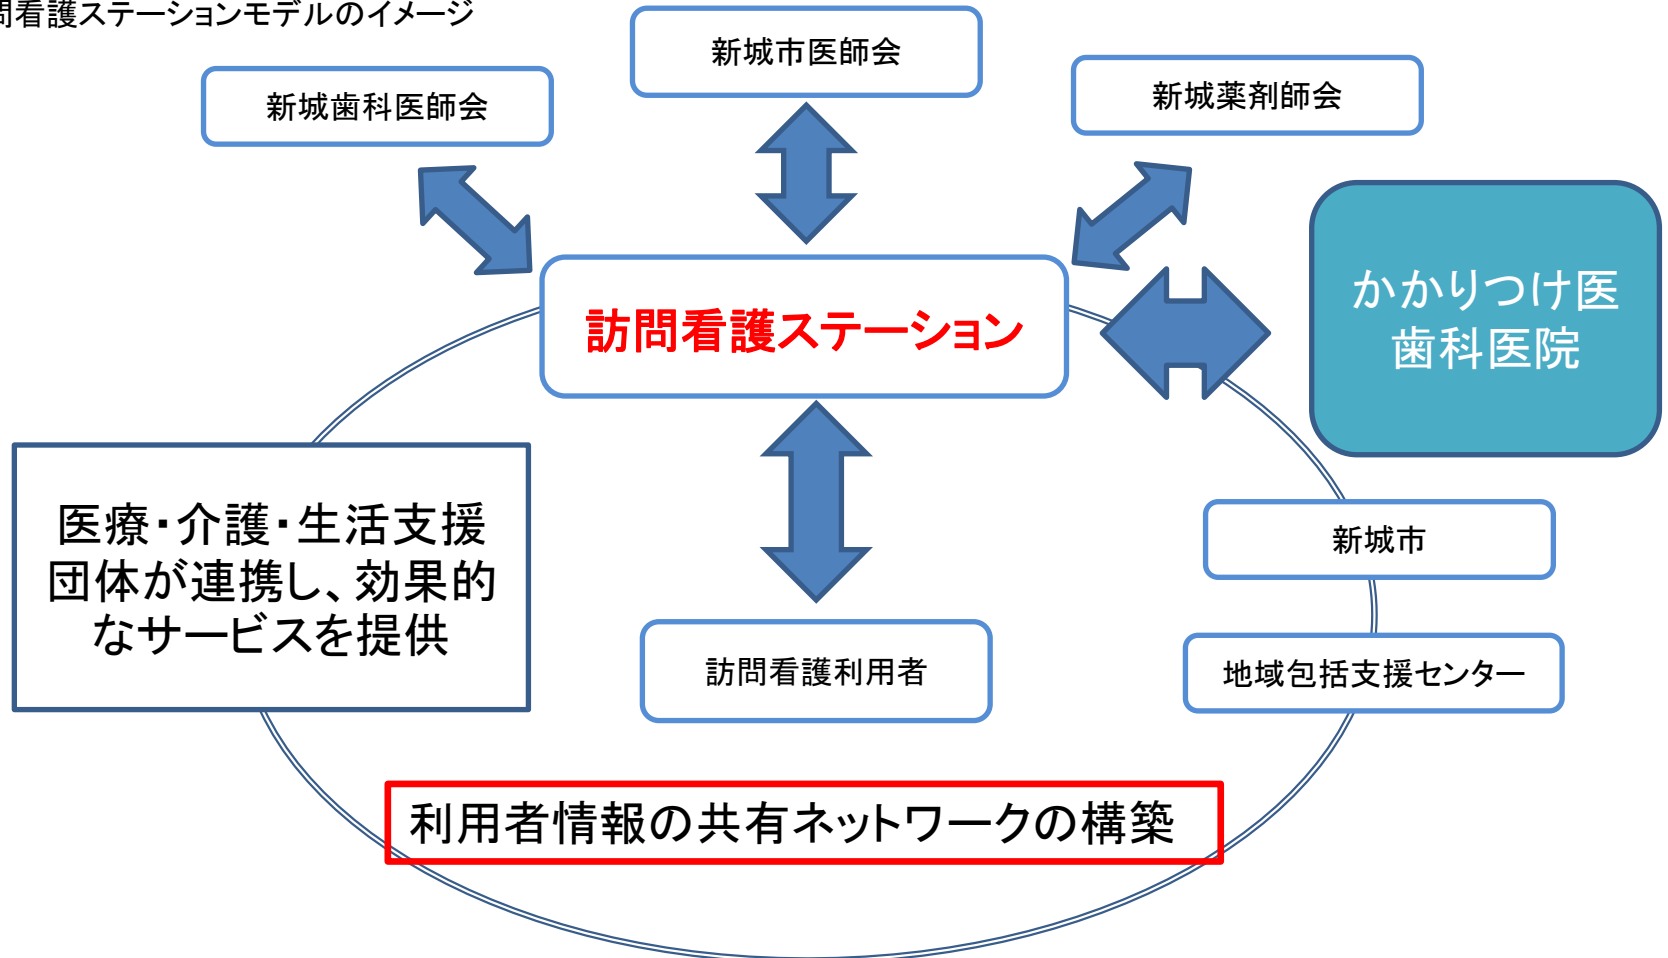 問看護ステーションモデルのイメージ
新城市医師会
新城歯科医師会
新城薬剤師会
かかりつけ医
歯科医院
訪問看護ステーション
医療・介護・生活支援
団体が連携し、効果的
なサービスを提供
新城市
訪問看護利用者
地域包括支援センター
利用者情報の共有ネットワークの構築